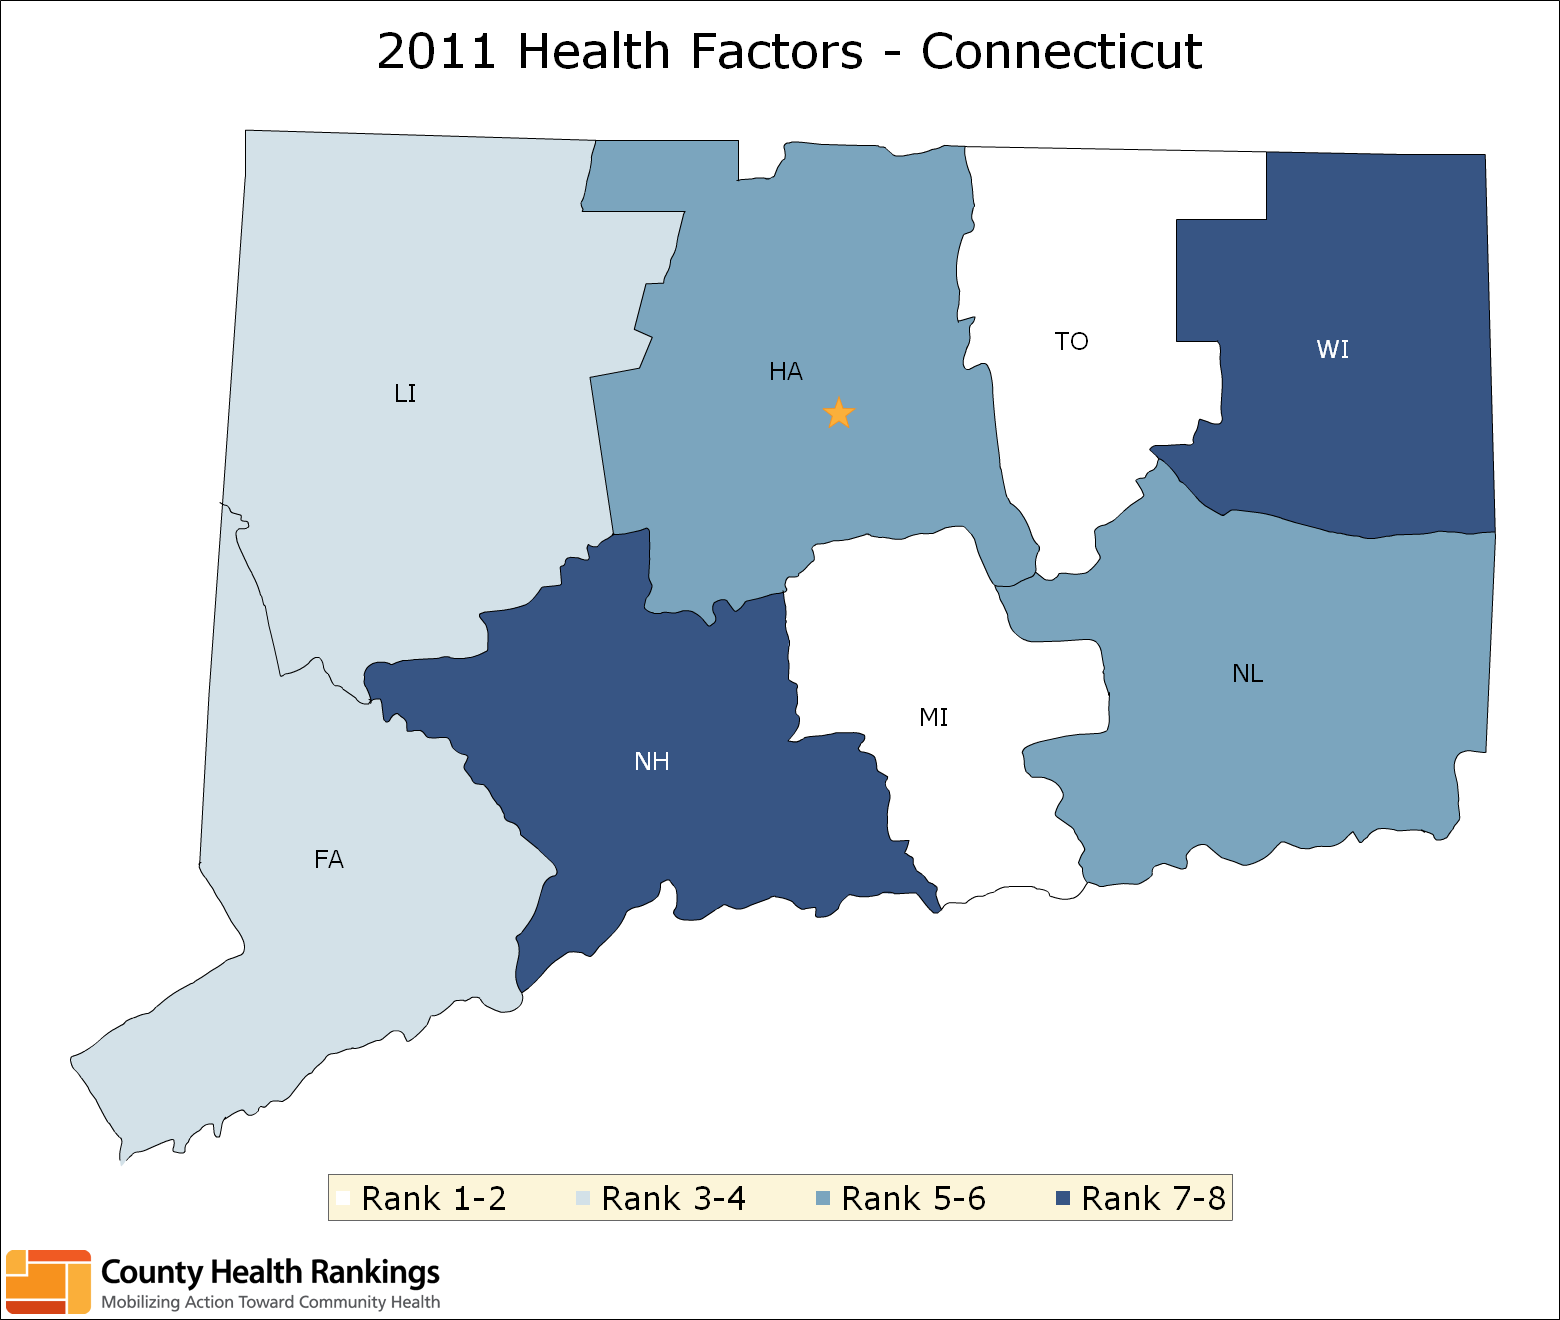 2011 Health Factors - Connecticut
TO
WI
HA
LI
NL
MI
NH
FA
Rank 1-2 Rank 3-4 Rank 5-6 Rank 7-8
County Health Rankings
Mobilizing Action Toward Community Health